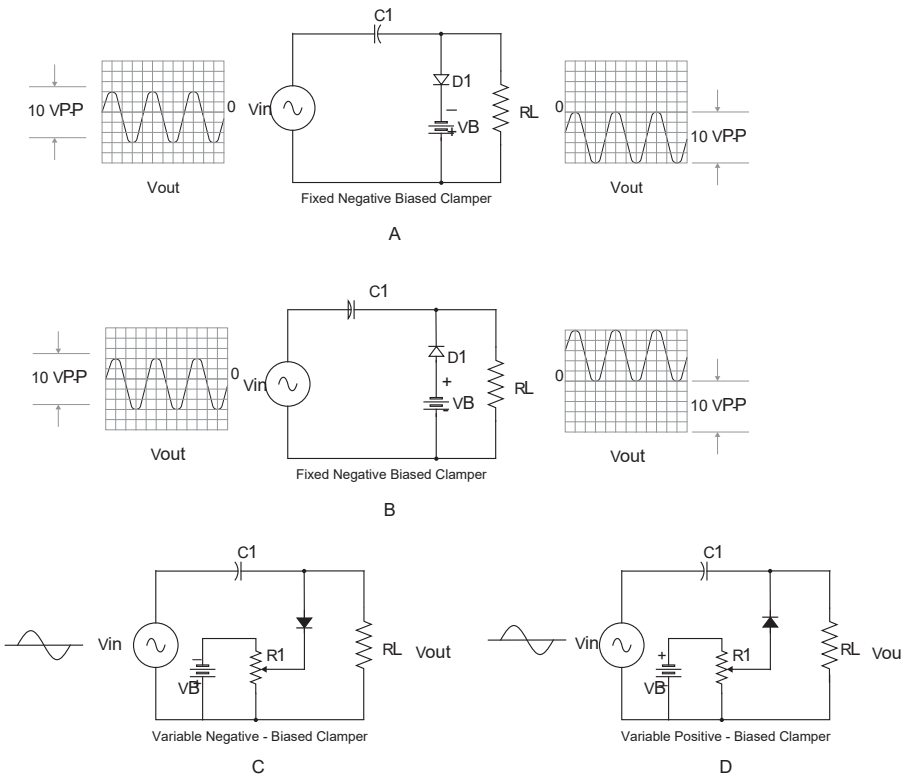 C1
10 VP-P
0
Vin
D1
−
VB
+
RL
0
10 VP-P
Vout
Vout
Fixed Negative Biased Clamper
A
C1
10 VP-P
0
Vin
D1
+
VB
-
RL
0
10 VP-P
Vout
Vout
Fixed Negative Biased Clamper
B
C1
Vin
−
VB
+
R1
RL
Vout
Variable Negative - Biased Clamper
C
C1
Vin
+
VB
−
R1
RL
Vou
Variable Positive - Biased Clamper
D